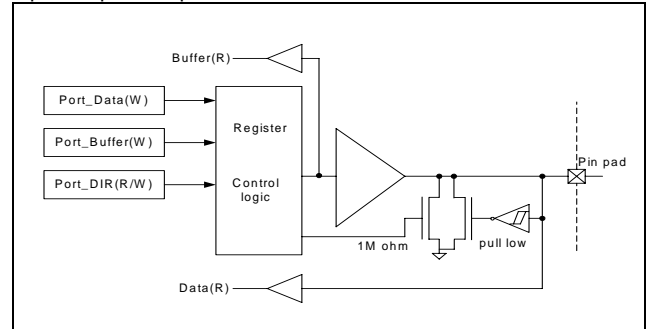 Buffer(R)
Port_Data(W)
Port_Buffer(W)
Port_DIR(R/W)
Register
Control
logic
Pin pad
1M ohm
pull low
Data(R)